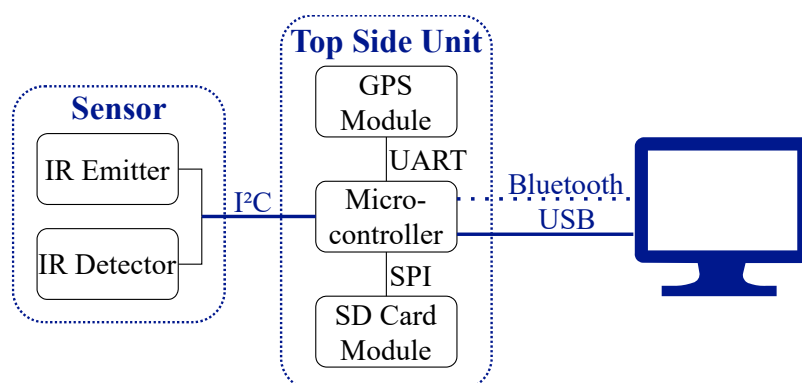 Top Side Unit
GPS
Module
Sensor
IR Emitter
UART
I²C
Micro-
controller
Bluetooth
USB
IR Detector
SPI
SD Card
Module